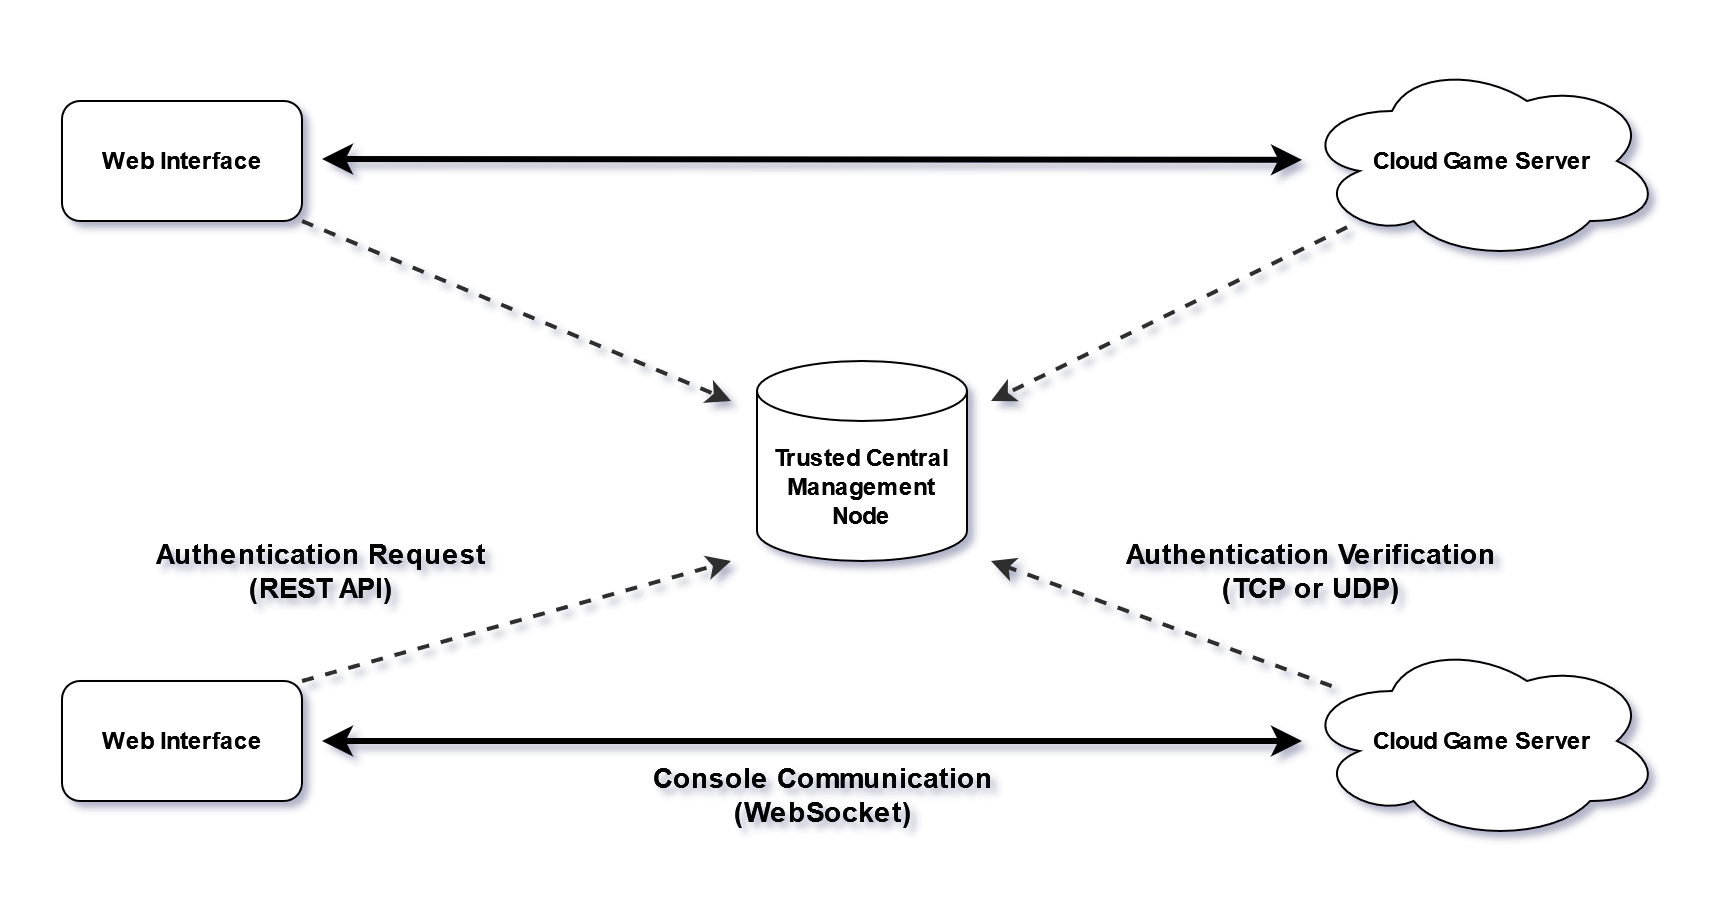 Web Interface
Cloud Game Server
Trusted Central
Management
Node
Authentication Request
(REST API)
Authentication Verification
(TCP or UDP)
Web Interface
Cloud Game Server
Console Communication
(WebSocket)